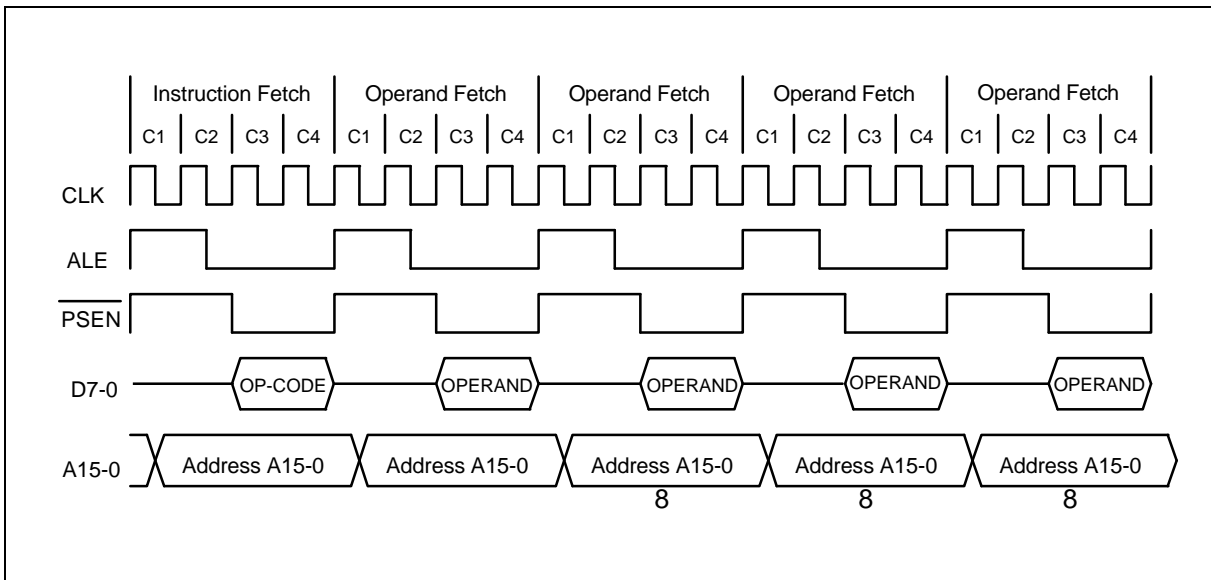 Instruction Fetch Operand Fetch Operand Fetch Operand Fetch Operand Fetch
C1 C2 C3 C4 C1 C2 C3 C4 C1 C2 C3 C4 C1 C2 C3 C4 C1 C2 C3 C4
CLK
ALE
PSEN
D7-0 OP-CODE OPERAND OPERAND OPERAND OPERAND
A15-0 Address A15-0 Address A15-0 Address A15-0 Address A15-0 Address A15-0
8 8 8